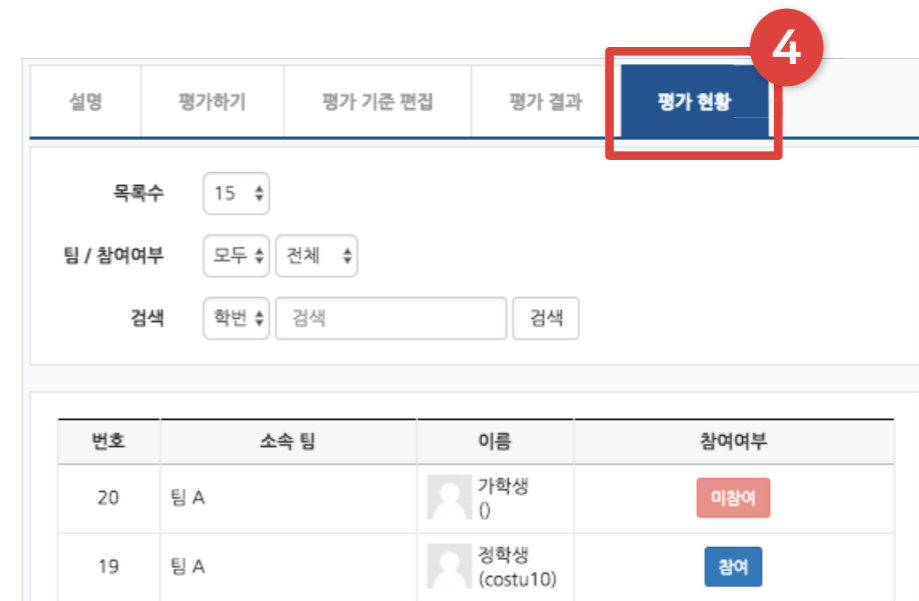 4
설명 평가하기 평가 기준 편집 평가 결과 평가 현황
목록수 15
팀 / 참여여부 모두 전체
검색 학번 검색 검색
번호 소속 팀 이름 참여여부
20 팀 A 가학생 미참여
()
19 팀 A 정학생 참여
(costu10)